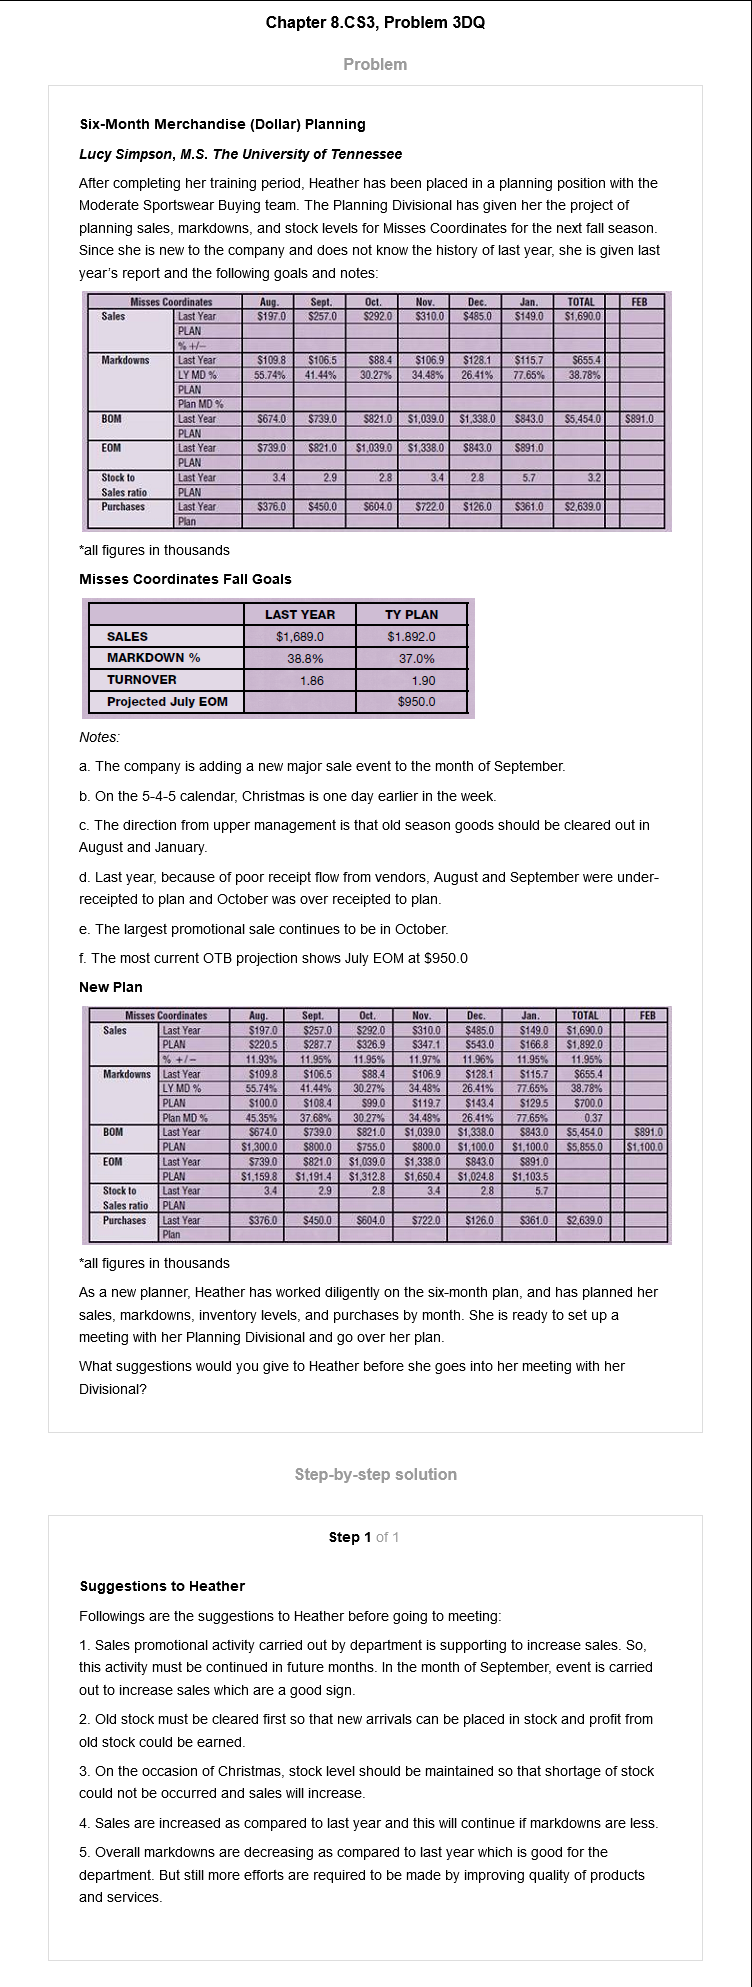 Chapter 8.CS3, Problem 3DQ
Problem
Six-Month Merchandise (Dollar) Planning
Lucy Simpson, M.S. The University of Tennessee
After completing her training period, Heather has been placed in a planning position with the
Moderate Sportswear Buying team. The Planning Divisional has given her the project of
planning sales, markdowns, and stock levels for Misses Coordinates for the next fall season.
Since she is new to the company and does not know the history of last year, she is given last
year's report and the following goals and notes:
Misses Coordinates Aug. Sept. Oct. Nov. Dec. Jan. TOTAL FEB
Sales Last Year $197.0 $257.0 $292.0 $310.0 $485.0 $149.0 $1,690.0
PLAN
% +/–
Markdowns Last Year $109.8 $106.5 $88.4 $106.9 $128.1 $115.7 $655.4
LY MD % 55.74% 41.44% 30.27% 34.48% 26.41% 77.65% 38.78%
PLAN
Plan MD %
BOM Last Year $674.0 $739.0 $821.0 $1,039.0 $1,338.0 $843.0 $5,454.0 $891.0
PLAN
EOM Last Year $739.0 $821.0 $1,039.0 $1,338.0 $843.0 $891.0
PLAN
Stock to Last Year 3.4 2.9 2.8 3.4 2.8 5.7 3.2
Sales ratio PLAN
Purchases Last Year $376.0 $450.0 $604.0 $722.0 $126.0 $361.0 $2,639.0
Plan
*all figures in thousands
Misses Coordinates Fall Goals
LAST YEAR TY PLAN
SALES $1,689.0 $1.892.0
MARKDOWN % 38.8% 37.0%
TURNOVER 1.86 1.90
Projected July EOM $950.0
Notes:
a. The company is adding a new major sale event to the month of September.
b. On the 5-4-5 calendar, Christmas is one day earlier in the week.
c. The direction from upper management is that old season goods should be cleared out in
August and January.
d. Last year, because of poor receipt flow from vendors, August and September were under-
receipted to plan and October was over receipted to plan.
e. The largest promotional sale continues to be in October.
f. The most current OTB projection shows July EOM at $950.0
New Plan
Misses Coordinates Aug. Sept. Oct. Nov. Dec. Jan. TOTAL FEB
Sales Last Year $197.0 $257.0 $292.0 $310.0 $485.0 $149.0 $1,690.0
PLAN $220.5 $287.7 $326.9 $347.1 $543.0 $166.8 $1,892.0
% +/– 11.93% 11.95% 11.95% 11.97% 11.96% 11.95% 11.95%
Markdowns Last Year $109.8 $106.5 $88.4 $106.9 $128.1 $115.7 $655.4
LY MD % 55.74% 41.44% 30.27% 34.48% 26.41% 77.65% 38.78%
PLAN $100.0 $108.4 $99.0 $119.7 $143.4 $129.5 $700.0
Plan MD % 45.35% 37.68% 30.27% 34.48% 26.41% 77.65% 0.37
BOM Last Year $674.0 $739.0 $821.0 $1,039.0 $1,338.0 $843.0 $5,454.0 $891.0
PLAN $1,300.0 $800.0 $755.0 $800.0 $1,100.0 $1,100.0 $5,855.0 $1,100.0
EOM Last Year $739.0 $821.0 $1,039.0 $1,338.0 $843.0 $891.0
PLAN $1,159.8 $1,191.4 $1,312.8 $1,650.4 $1,024.8 $1,103.5
Stock to Last Year 3.4 2.9 2.8 3.4 2.8 5.7
Sales ratio PLAN
Purchases Last Year $376.0 $450.0 $604.0 $722.0 $126.0 $361.0 $2,639.0
Plan
*all figures in thousands
As a new planner, Heather has worked diligently on the six-month plan, and has planned her
sales, markdowns, inventory levels, and purchases by month. She is ready to set up a
meeting with her Planning Divisional and go over her plan.
What suggestions would you give to Heather before she goes into her meeting with her
Divisional?
Step-by-step solution
Step 1 of 1
Suggestions to Heather
Followings are the suggestions to Heather before going to meeting:
1. Sales promotional activity carried out by department is supporting to increase sales. So,
this activity must be continued in future months. In the month of September, event is carried
out to increase sales which are a good sign.
2. Old stock must be cleared first so that new arrivals can be placed in stock and profit from
old stock could be earned.
3. On the occasion of Christmas, stock level should be maintained so that shortage of stock
could not be occurred and sales will increase.
4. Sales are increased as compared to last year and this will continue if markdowns are less.
5. Overall markdowns are decreasing as compared to last year which is good for the
department. But still more efforts are required to be made by improving quality of products
and services.